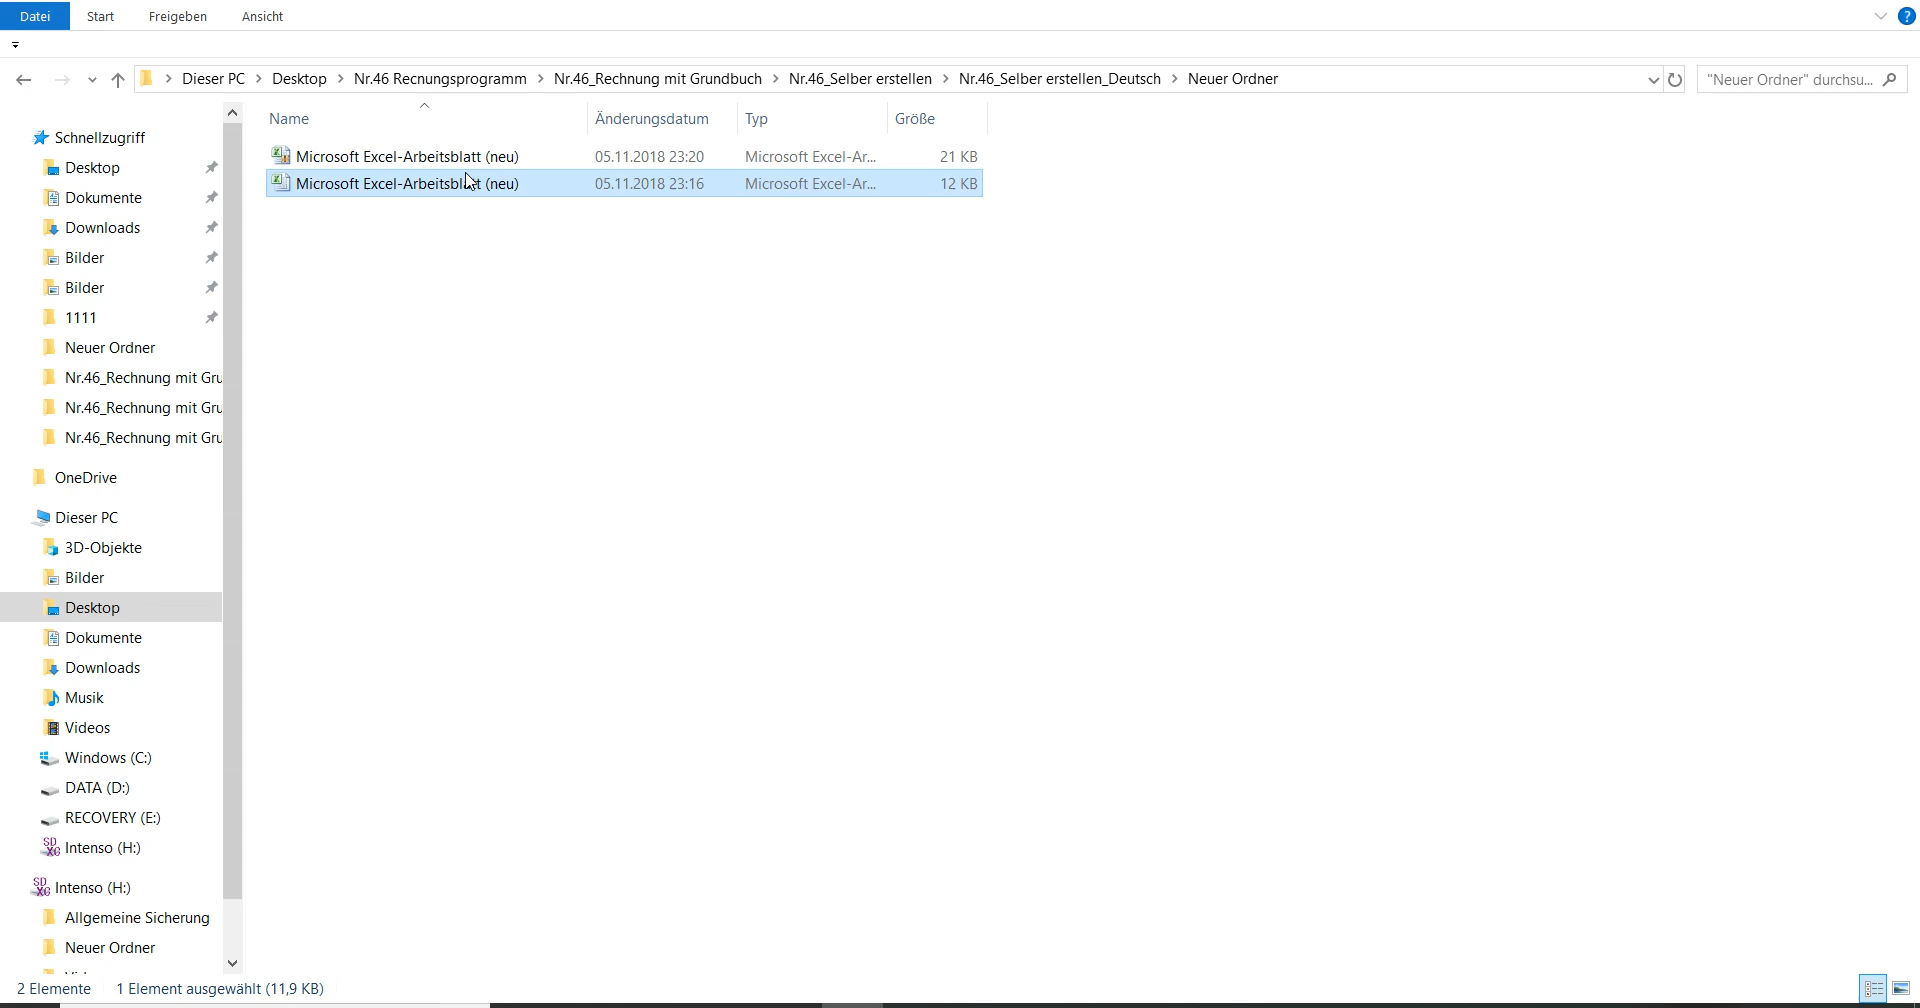 Datei Start Freigeben Ansicht ?
Dieser PC > Desktop > Nr.46 Recnungsprogramm > Nr.46_Rechnung mit Grundbuch > Nr.46_Selber erstellen > Nr.46_Selber erstellen_Deutsch > Neuer Ordner
"Neuer Ordner" durchsu...
Name Änderungsdatum Typ Größe
Microsoft Excel-Arbeitsblatt (neu) 05.11.2018 23:20 Microsoft Excel-Ar... 21 KB
Microsoft Excel-Arbeitsblatt (neu) 05.11.2018 23:16 Microsoft Excel-Ar... 12 KB
Schnellzugriff
Desktop
Dokumente
Downloads
Bilder
Bilder
1111
Neuer Ordner
Nr.46_Rechnung mit Gru
Nr.46_Rechnung mit Gru
Nr.46_Rechnung mit Gru
OneDrive
Dieser PC
3D-Objekte
Bilder
Desktop
Dokumente
Downloads
Musik
Videos
Windows (C:)
DATA (D:)
RECOVERY (E:)
Intenso (H:)
Intenso (H:)
Allgemeine Sicherung
Neuer Ordner
2 Elemente 1 Element ausgewählt (11,9 KB)